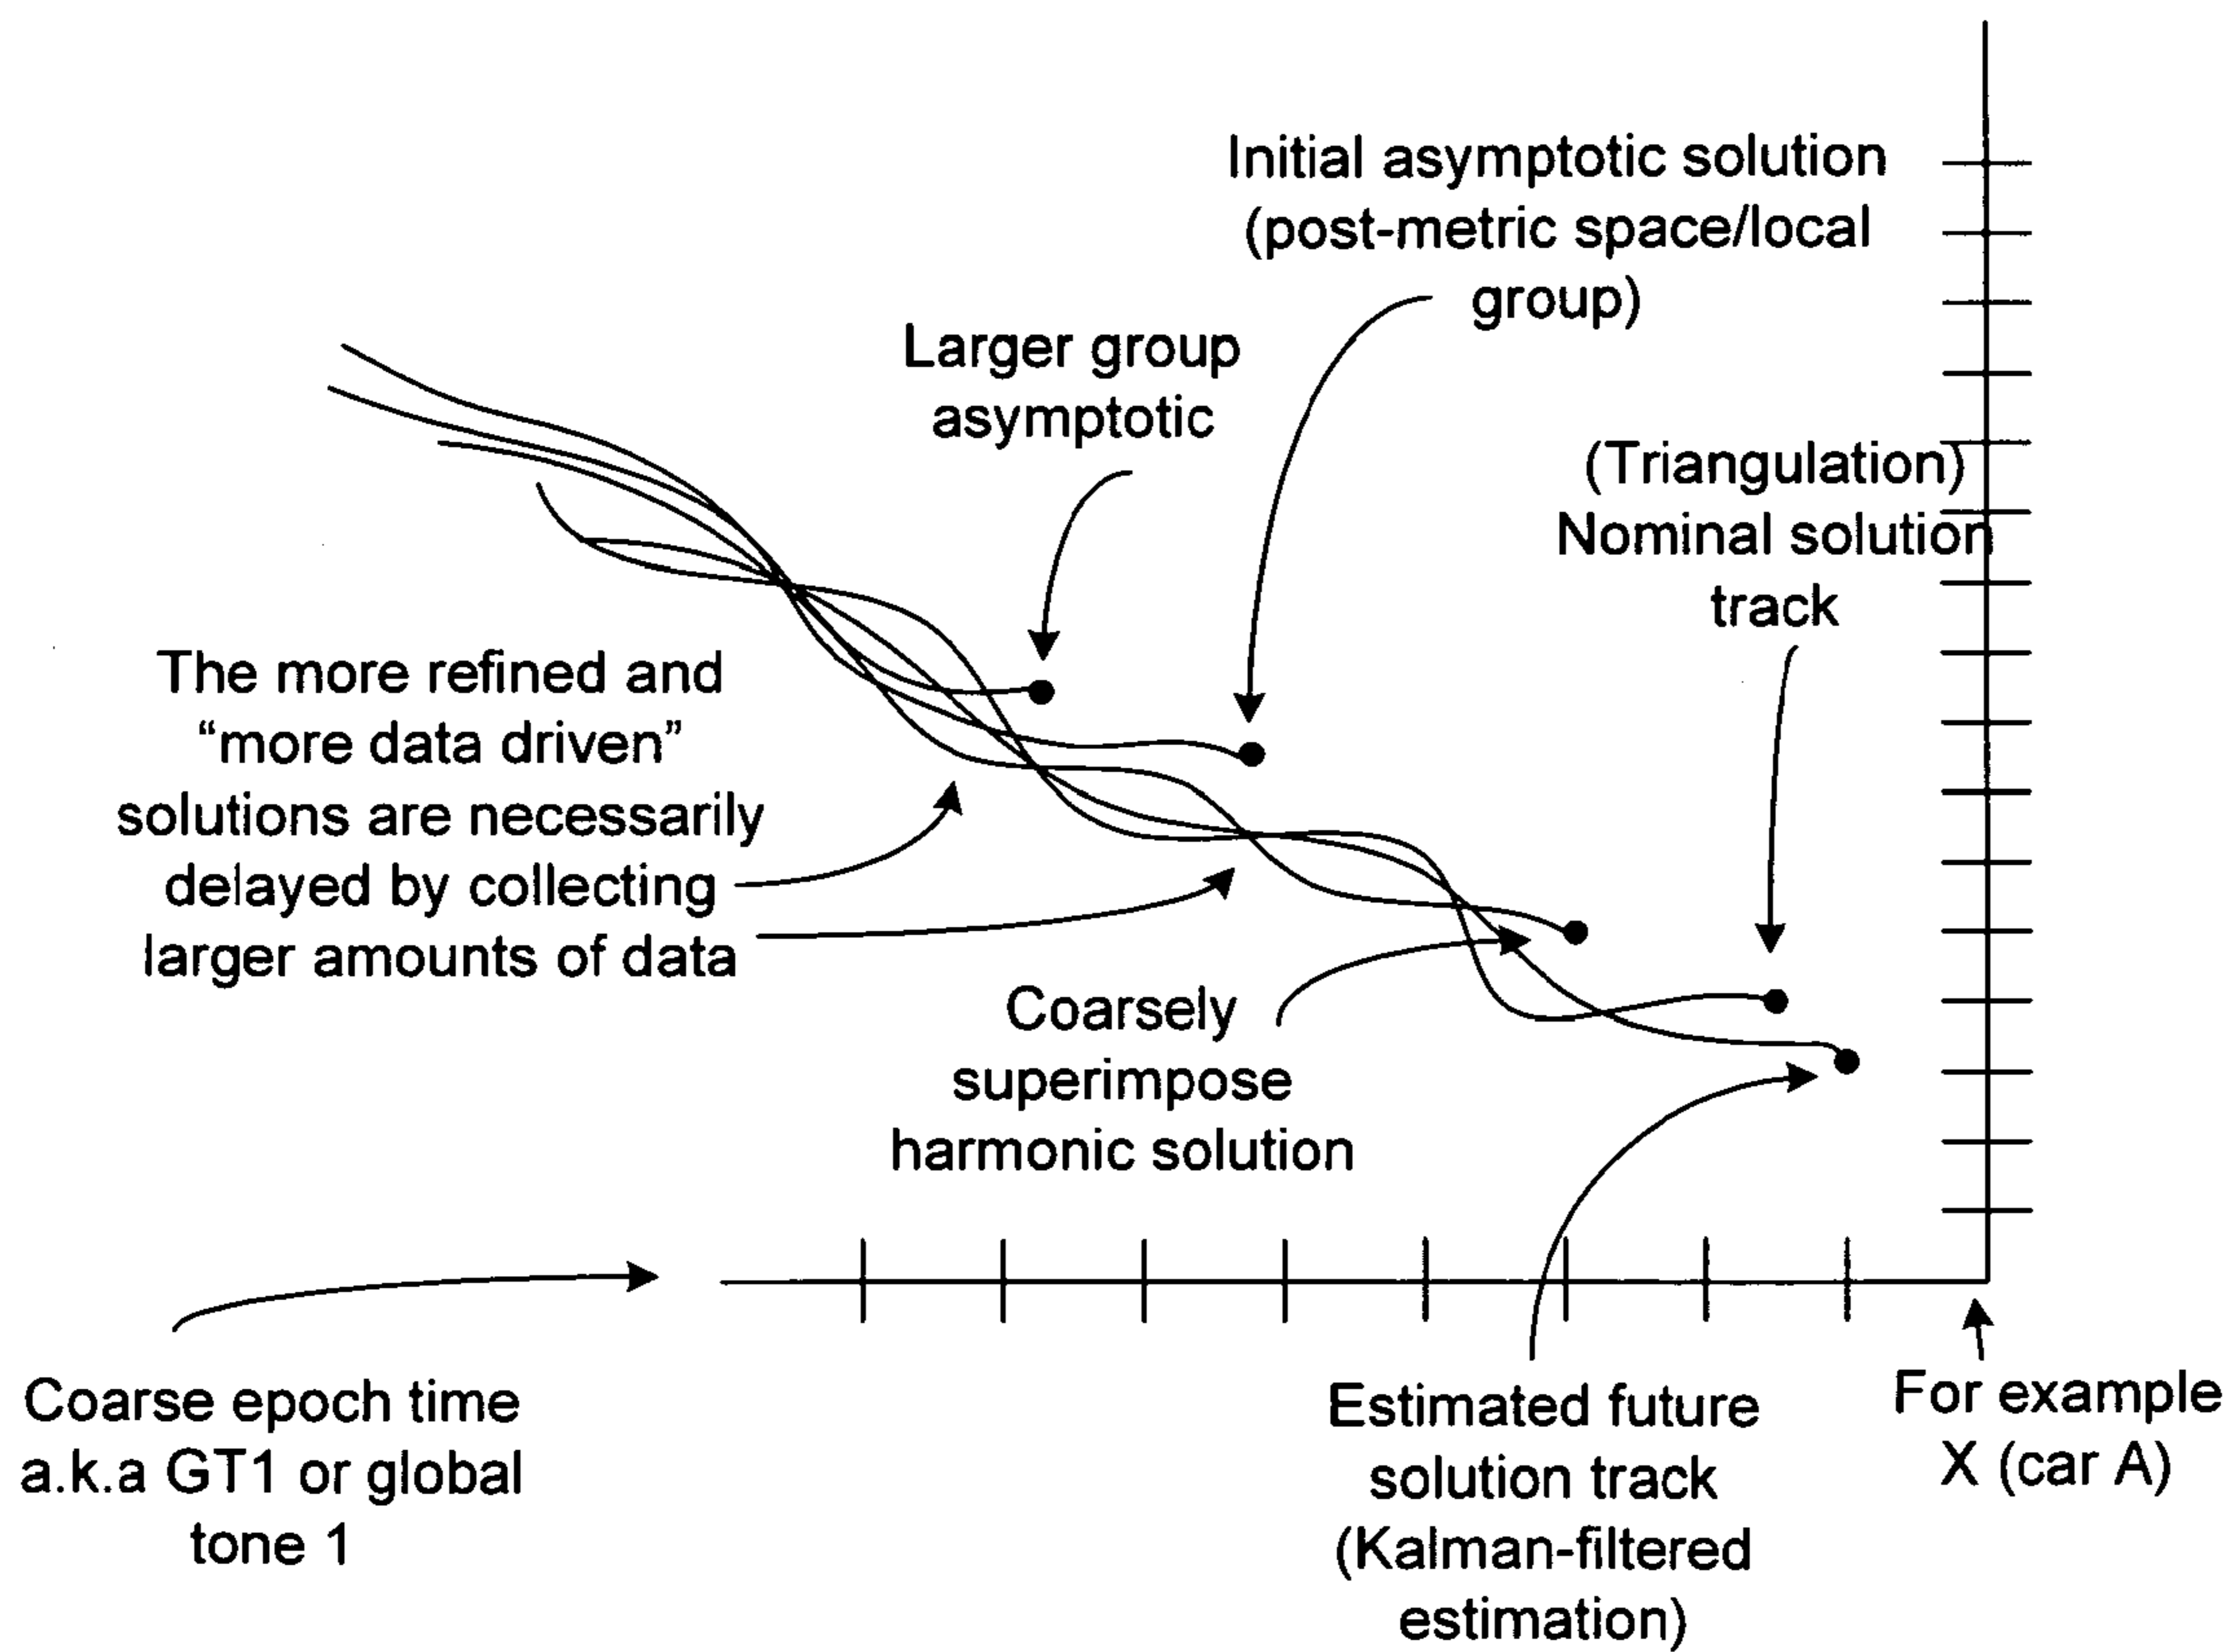 Initial asymptotic solution
(post-metric space/local
group)
Larger group
asymptotic
(Triangulation)
Nominal solution
track
The more refined and
“more data driven”
solutions are necessarily
delayed by collecting
larger amounts of data
Coarsely
superimpose
harmonic solution
Coarse epoch time
a.k.a GT1 or global
tone 1
Estimated future
solution track
(Kalman-filtered
estimation)
For example
X (car A)